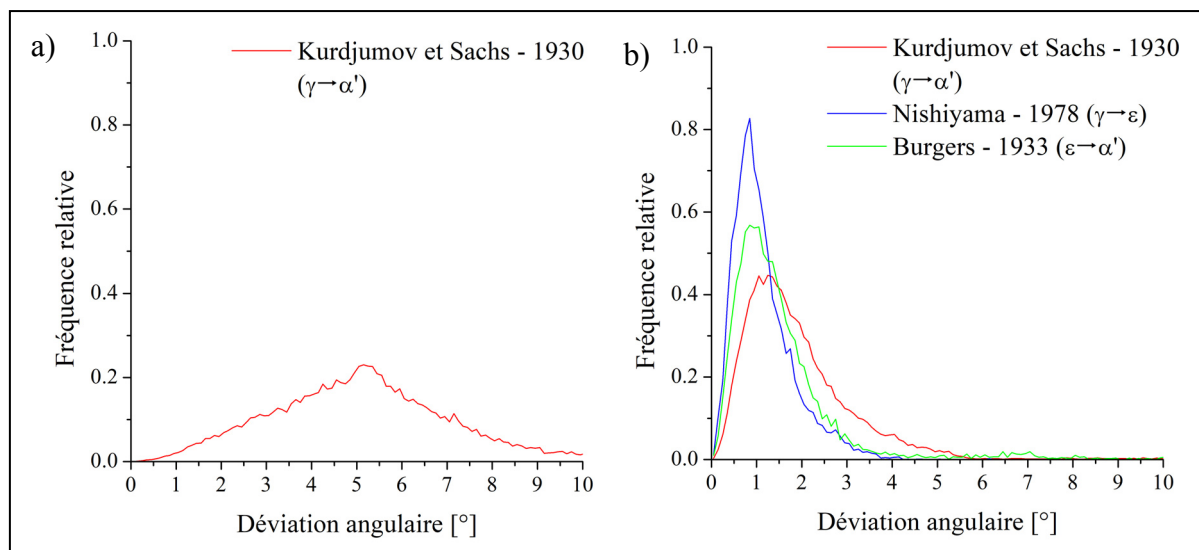 a)
1.0
0.8
0.6
0.4
0.2
0.0
Fréquence relative
Kurdjumov et Sachs - 1930
(γ→α')
0 1 2 3 4 5 6 7 8 9 10
Déviation angulaire [°]
b)
1.0
0.8
0.6
0.4
0.2
0.0
Fréquence relative
Kurdjumov et Sachs - 1930
(γ→α')
Nishiyama - 1978 (γ→ε)
Burgers - 1933 (ε→α')
0 1 2 3 4 5 6 7 8 9 10
Déviation angulaire [°]